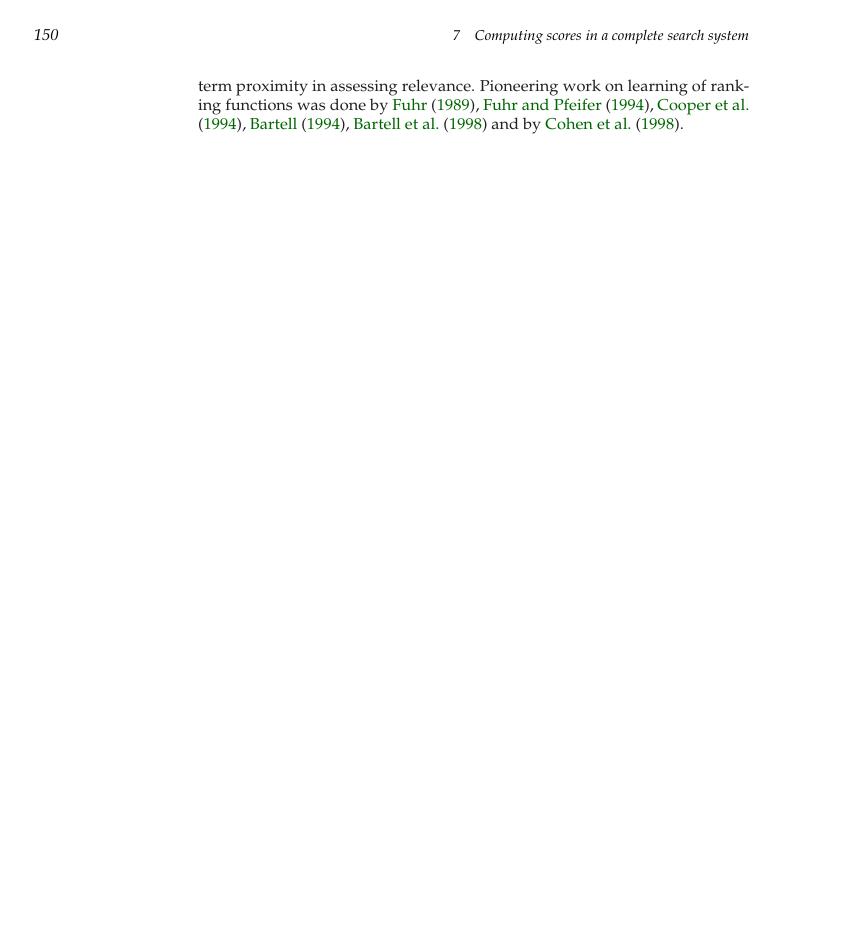 150 7 Computing scores in a complete search system
term proximity in assessing relevance. Pioneering work on learning of rank-
ing functions was done by Fuhr (1989), Fuhr and Pfeifer (1994), Cooper et al.
(1994), Bartell (1994), Bartell et al. (1998) and by Cohen et al. (1998).